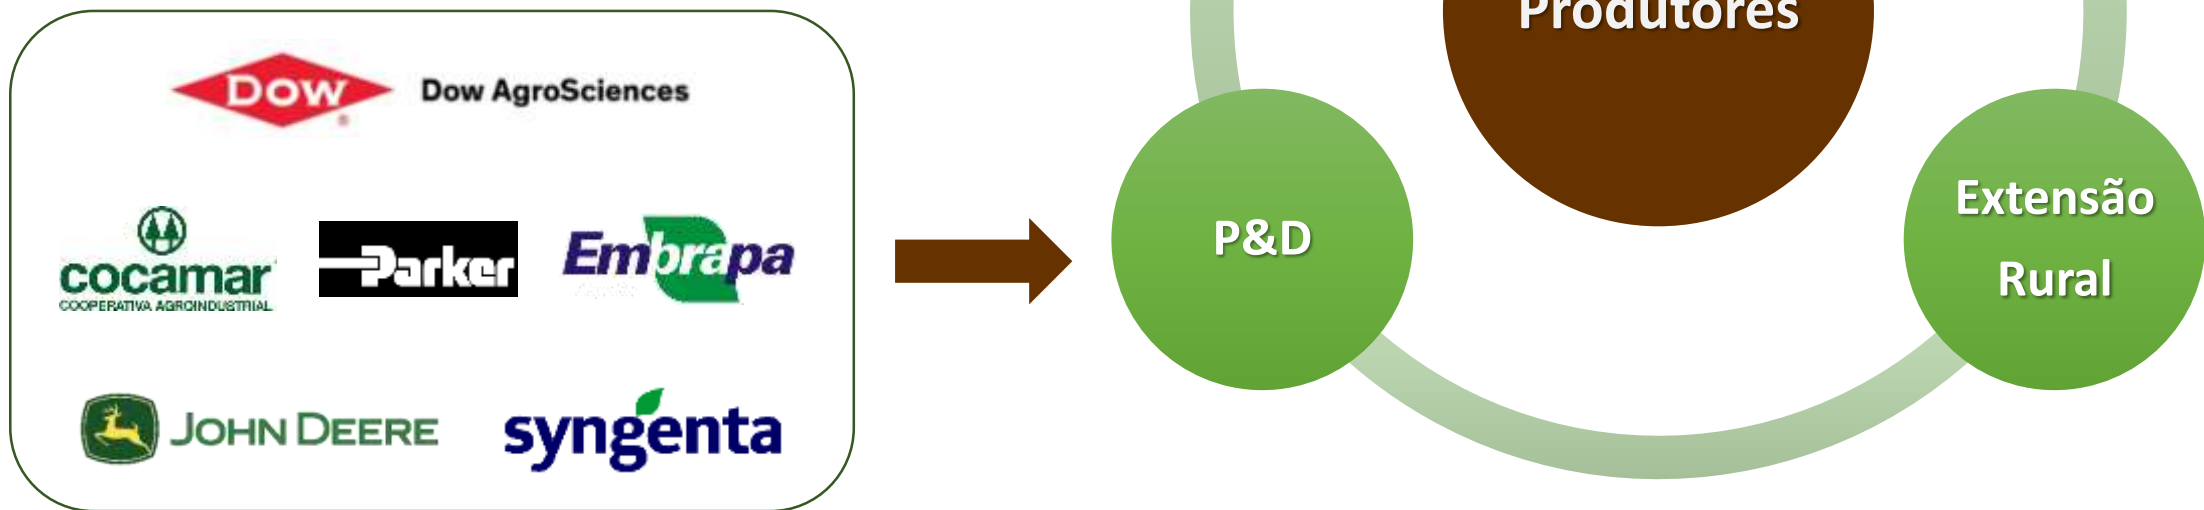 DOW
®
Dow AgroSciences
cocamar
COOPERATIVA AGROINDUSTRIAL
Parker
Embrapa
JOHN DEERE
syngenta
Produtores
P&D
Extensão
Rural